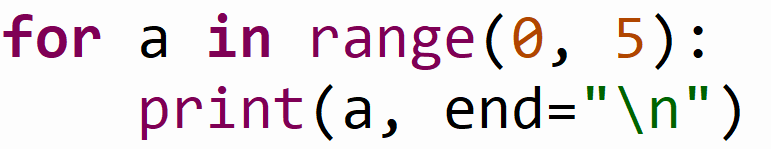 for a in range(0, 5):
    print(a, end="\n")